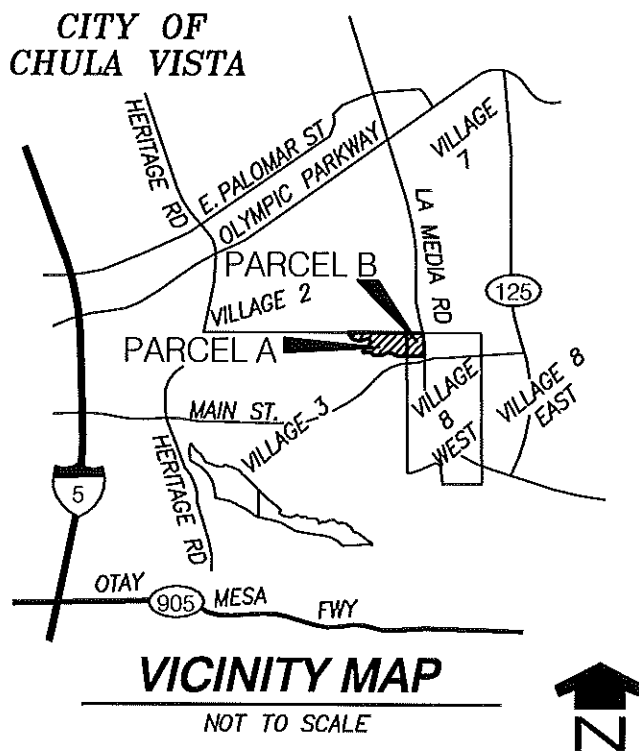 CITY OF
CHULA VISTA
HERITAGE RD
E. PALOMAR ST
OLYMPIC PARKWAY
VILLAGE
7
LA MEDIA RD
PARCEL B
125
VILLAGE 2
PARCEL A
MAIN ST.
VILLAGE 3
VILLAGE
8
WEST
VILLAGE 8
EAST
HERITAGE RD
5
OTAY
905
MESA
FWY
VICINITY MAP
NOT TO SCALE
N